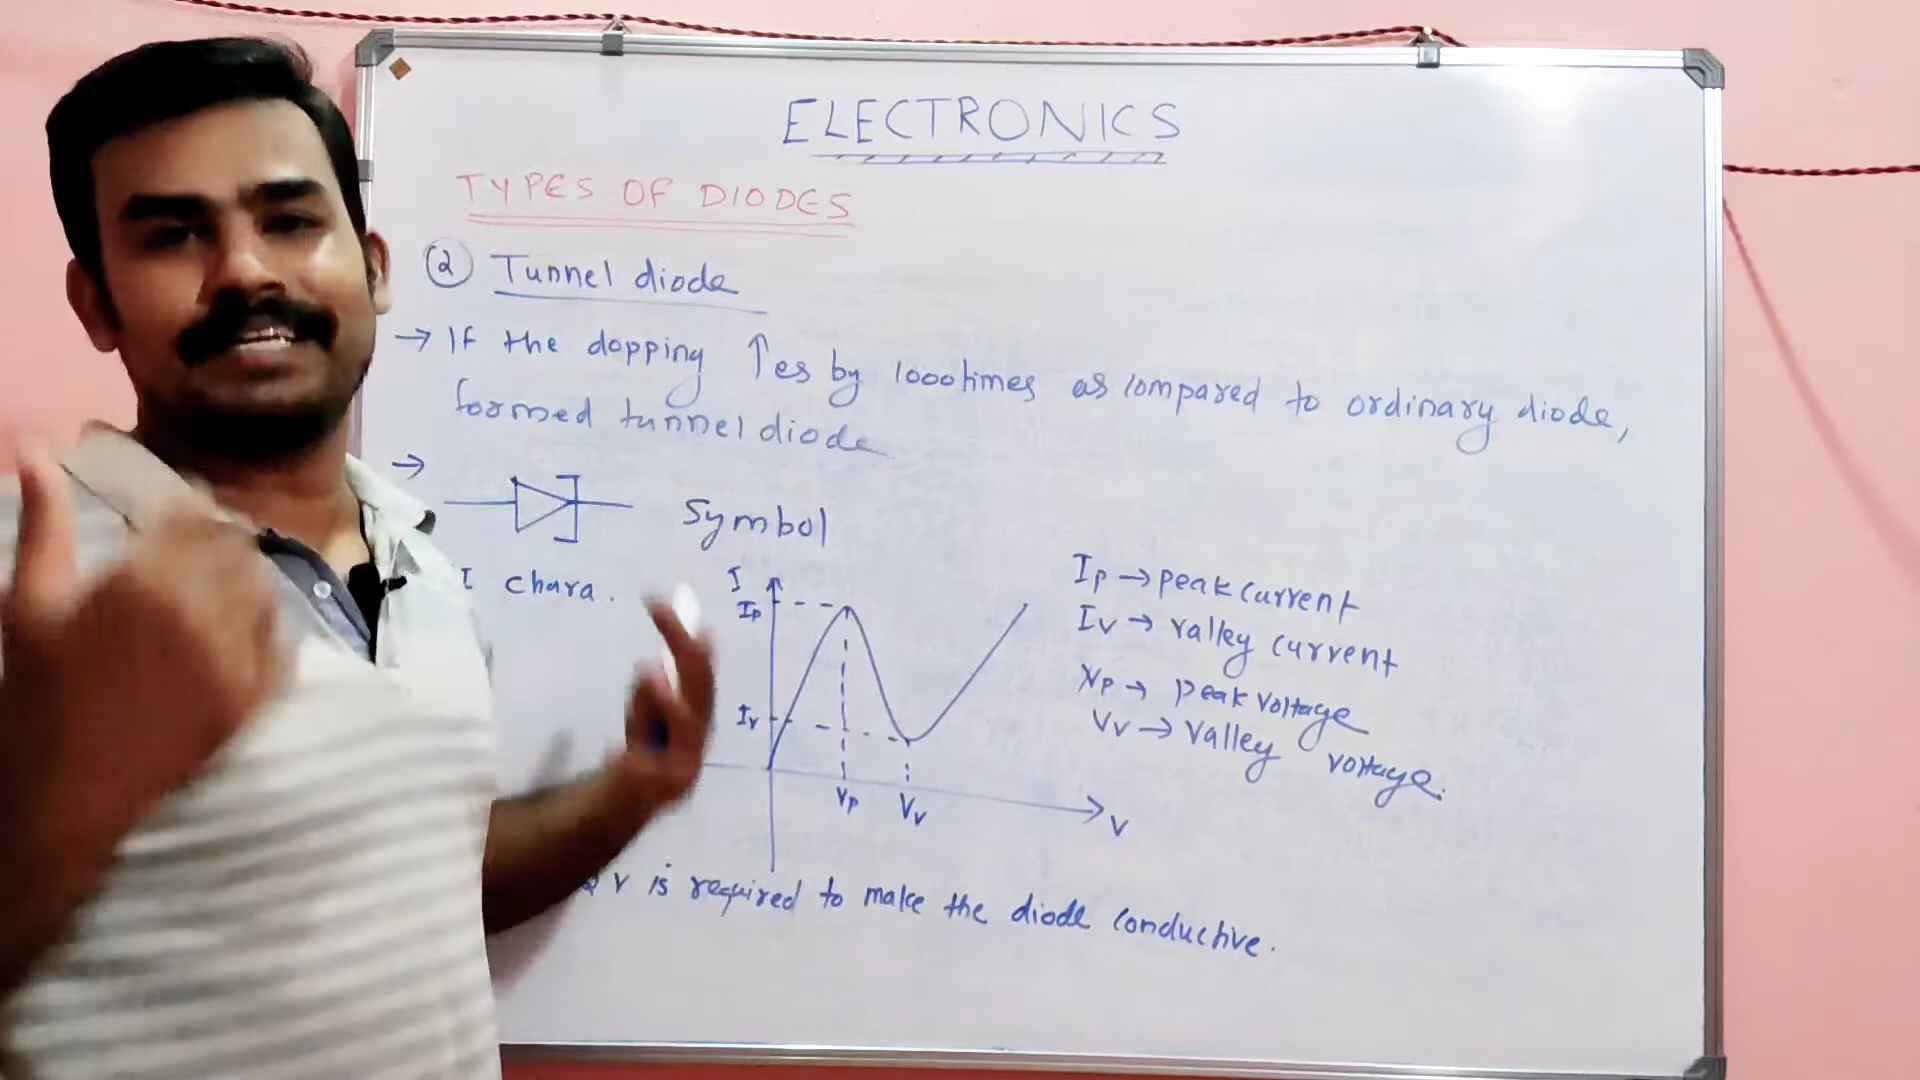 ELECTRONICS
TYPES OF DIODES
② Tunnel diode
→ If the dopping ↑es by 1000times as compared to ordinary diode,
formed tunnel diode
→ Symbol
I chara.
I
Ip
Iv
Vp
Vv
V
Ip → peak current
Iv → valley current
Vp → peak voltage
Vv → valley voltage.
V is required to make the diode conductive.